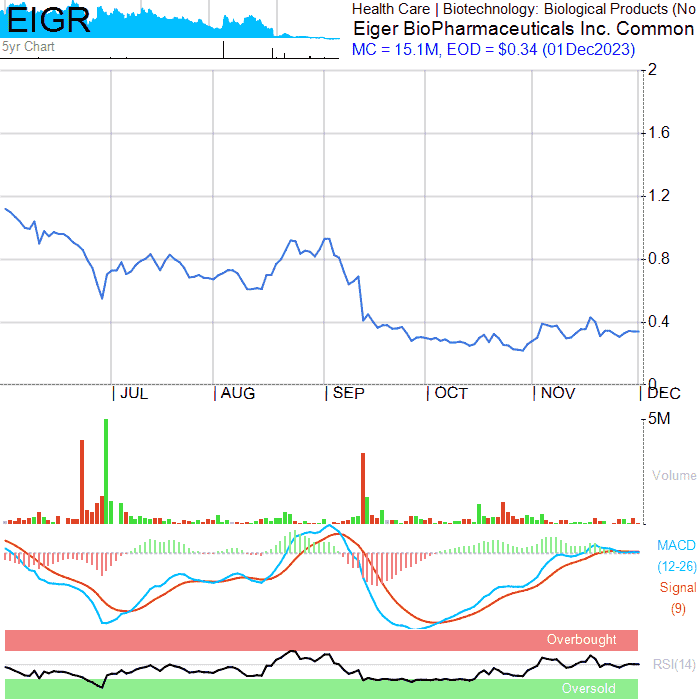 EIGR
5yr Chart
Health Care | Biotechnology: Biological Products (No
Eiger BioPharmaceuticals Inc. Common
MC = 15.1M, EOD = $0.34 (01Dec2023)
2
1.6
1.2
0.8
0.4
0
JUL AUG SEP OCT NOV DEC
5M
Volume
MACD
(12-26)
Signal
(9)
Overbought
RSI(14)
Oversold